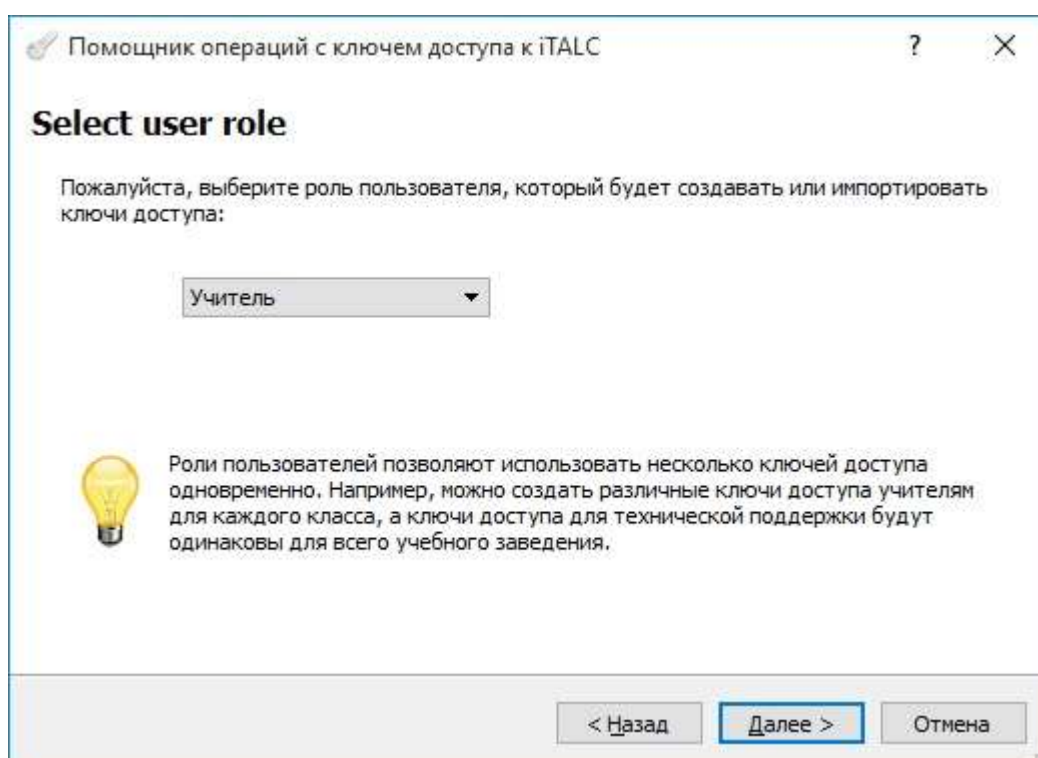 Помощник операций с ключем доступа к iTALC
?
Select user role
Пожалуйста, выберите роль пользователя, который будет создавать или импортировать
ключи доступа:
Учитель
Роли пользователей позволяют использовать несколько ключей доступа
одновременно. Например, можно создать различные ключи доступа учителям
для каждого класса, а ключи доступа для технической поддержки будут
одинаковы для всего учебного заведения.
< Назад
Далее >
Отмена